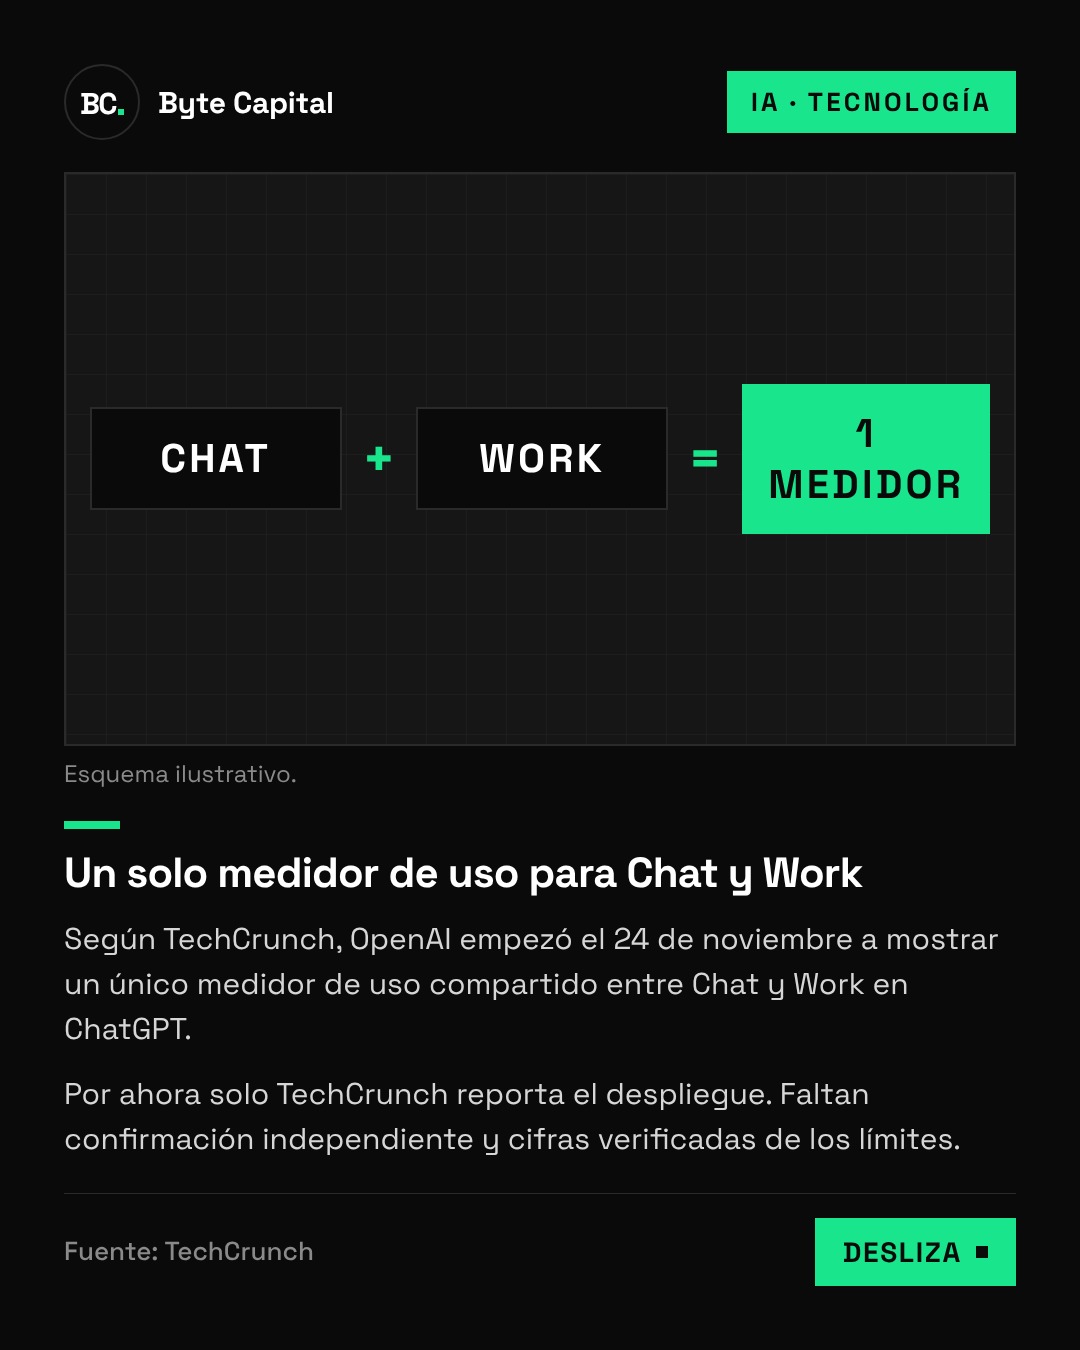 BC.
Byte Capital
IA · TECNOLOGÍA
CHAT
+
WORK
=
1
MEDIDOR
Esquema ilustrativo.
Un solo medidor de uso para Chat y Work
Según TechCrunch, OpenAI empezó el 24 de noviembre a mostrar
un único medidor de uso compartido entre Chat y Work en
ChatGPT.
Por ahora solo TechCrunch reporta el despliegue. Faltan
confirmación independiente y cifras verificadas de los límites.
Fuente: TechCrunch
DESLIZA